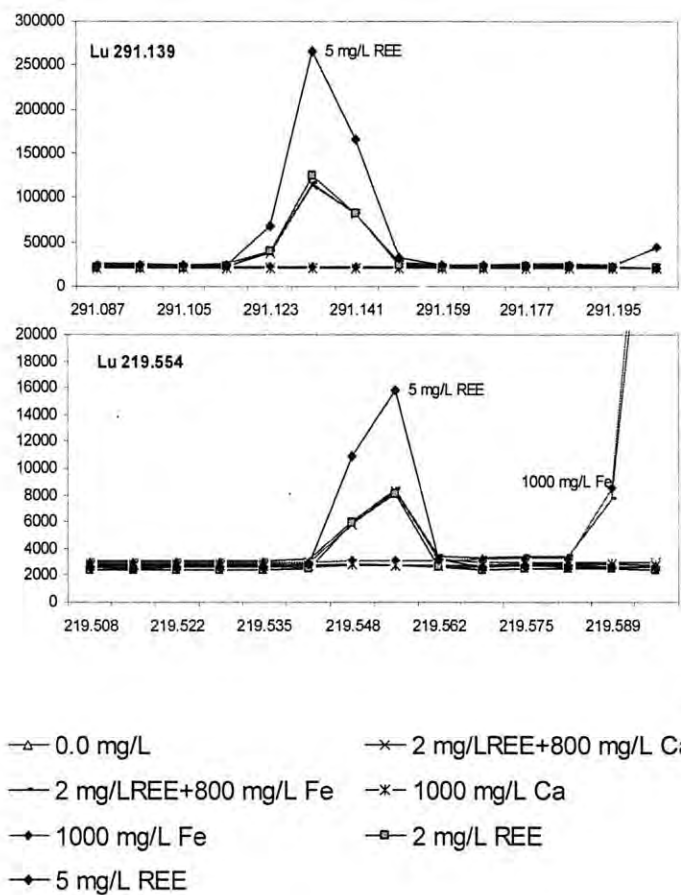 300000
Lu 291.139
5 mg/L REE
250000
200000
150000
100000
50000
0
291.087 291.105 291.123 291.141 291.159 291.177 291.195
20000
Lu 219.554
18000
5 mg/L REE
16000
14000
12000
10000
1000 mg/L Fe
8000
6000
4000
2000
0
219.508 219.522 219.535 219.548 219.562 219.575 219.589
0.0 mg/L
2 mg/LREE+800 mg/L Ca
2 mg/LREE+800 mg/L Fe
1000 mg/L Ca
1000 mg/L Fe
2 mg/L REE
5 mg/L REE